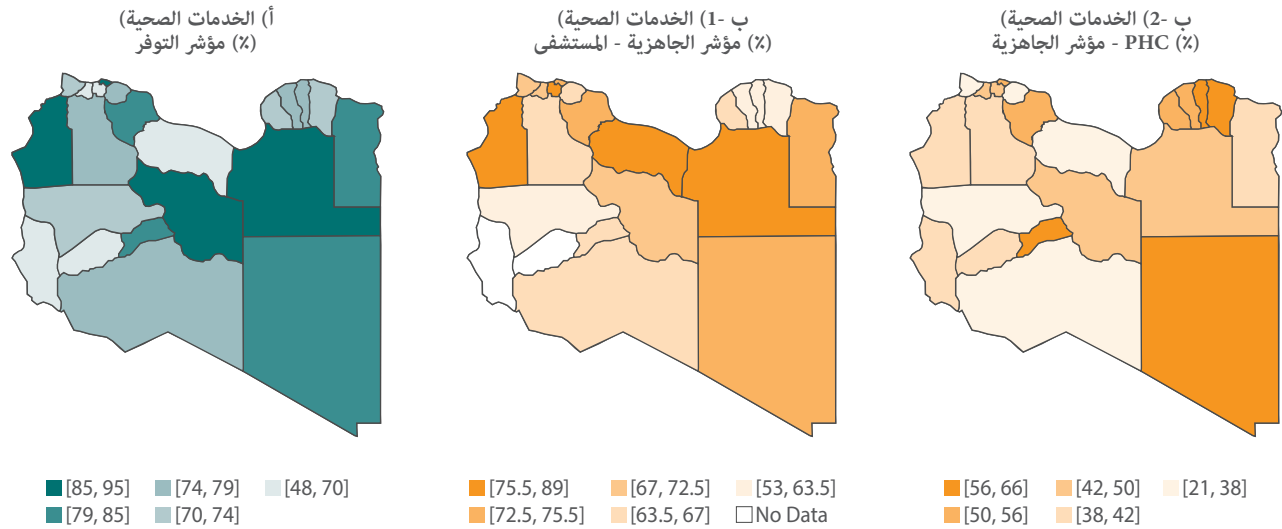 أ) الخدمات الصحية)
(٪) مؤشر التوفر
ب -1) الخدمات الصحية)
(٪) مؤشر الجاهزية - المستشفى
ب -2) الخدمات الصحية)
(٪) PHC - مؤشر الجاهزية
[85, 95] [74, 79] [48, 70]
[79, 85] [70, 74]
[75.5, 89] [67, 72.5] [53, 63.5]
[72.5, 75.5] [63.5, 67] No Data
[56, 66] [42, 50] [21, 38]
[50, 56] [38, 42]